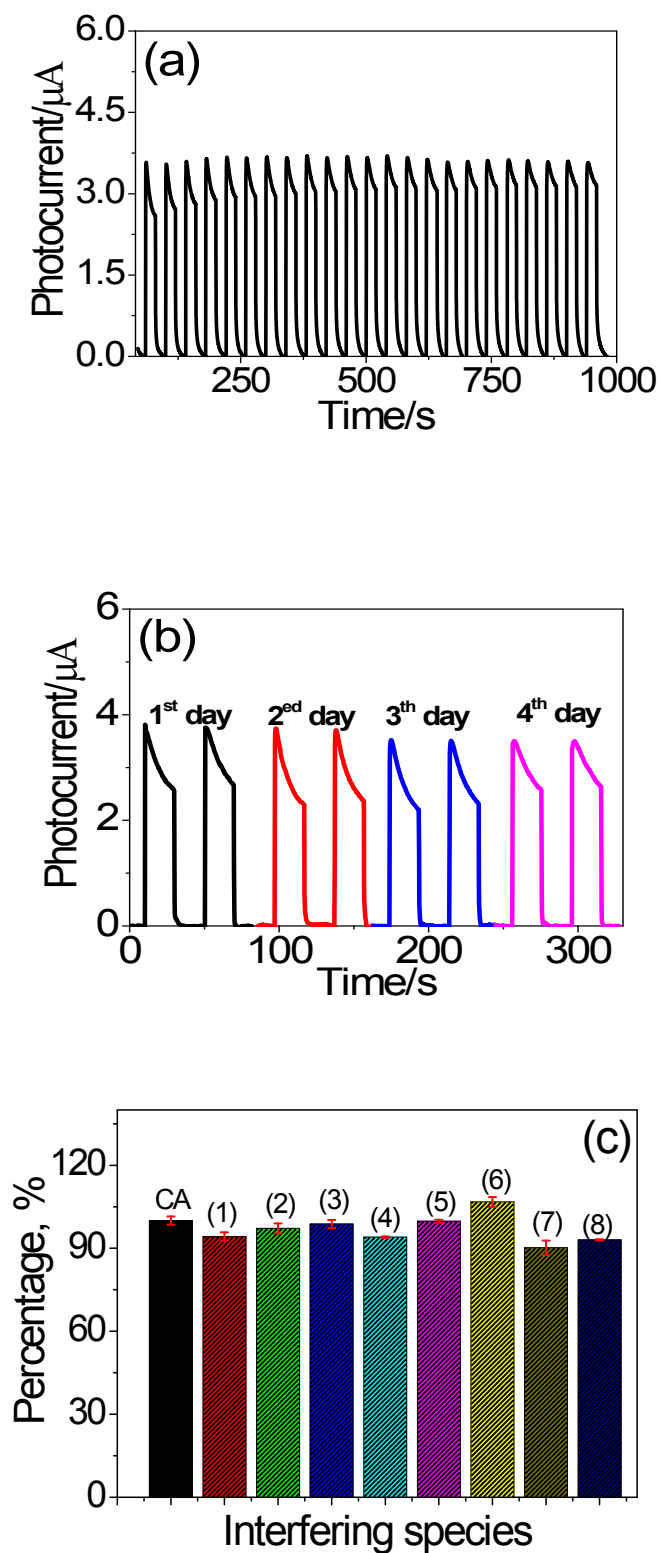 (a)
6.0
4.5
3.0
1.5
0.0
Photocurrent/μA
250 500 750 1000
Time/s
(b)
6
4
2
0
Photocurrent/μA
1st day 2ed day 3th day 4th day
0 100 200 300
Time/s
(c)
120
90
60
30
0
Percentage, %
CA (1) (2) (3) (4) (5) (6) (7) (8)
Interfering species